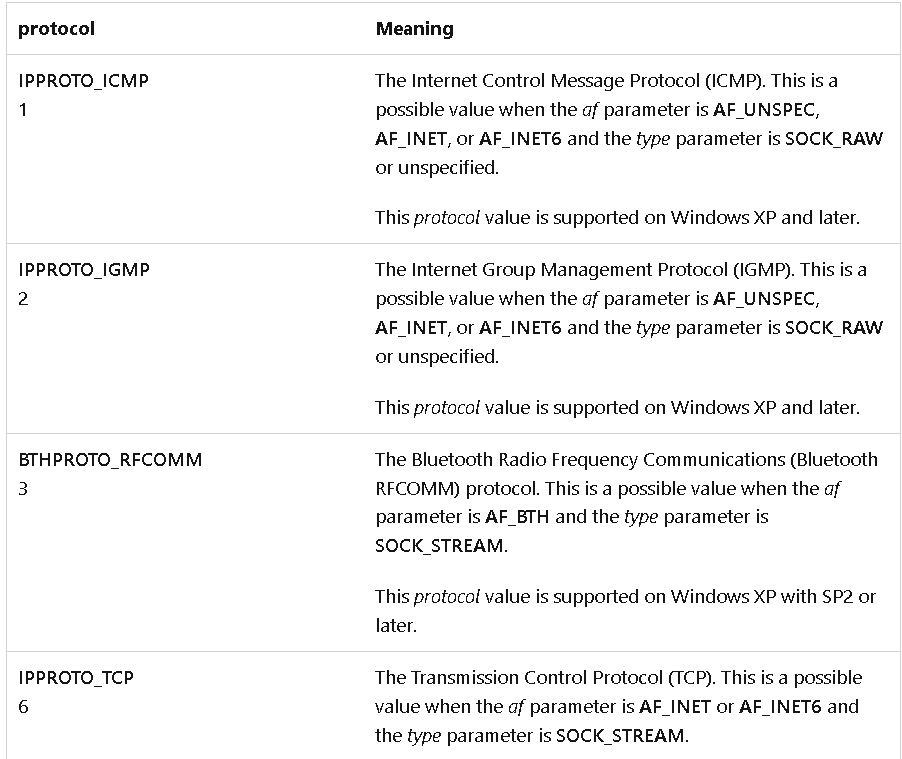 protocol Meaning
IPPROTO_ICMP The Internet Control Message Protocol (ICMP). This is a
1 possible value when the af parameter is AF_UNSPEC,
AF_INET, or AF_INET6 and the type parameter is SOCK_RAW
or unspecified.
This protocol value is supported on Windows XP and later.
IPPROTO_IGMP The Internet Group Management Protocol (IGMP). This is a
2 possible value when the af parameter is AF_UNSPEC,
AF_INET, or AF_INET6 and the type parameter is SOCK_RAW
or unspecified.
This protocol value is supported on Windows XP and later.
BTHPROTO_RFCOMM The Bluetooth Radio Frequency Communications (Bluetooth
3 RFCOMM) protocol. This is a possible value when the af
parameter is AF_BTH and the type parameter is
SOCK_STREAM.
This protocol value is supported on Windows XP with SP2 or
later.
IPPROTO_TCP The Transmission Control Protocol (TCP). This is a possible
6 value when the af parameter is AF_INET or AF_INET6 and
the type parameter is SOCK_STREAM.